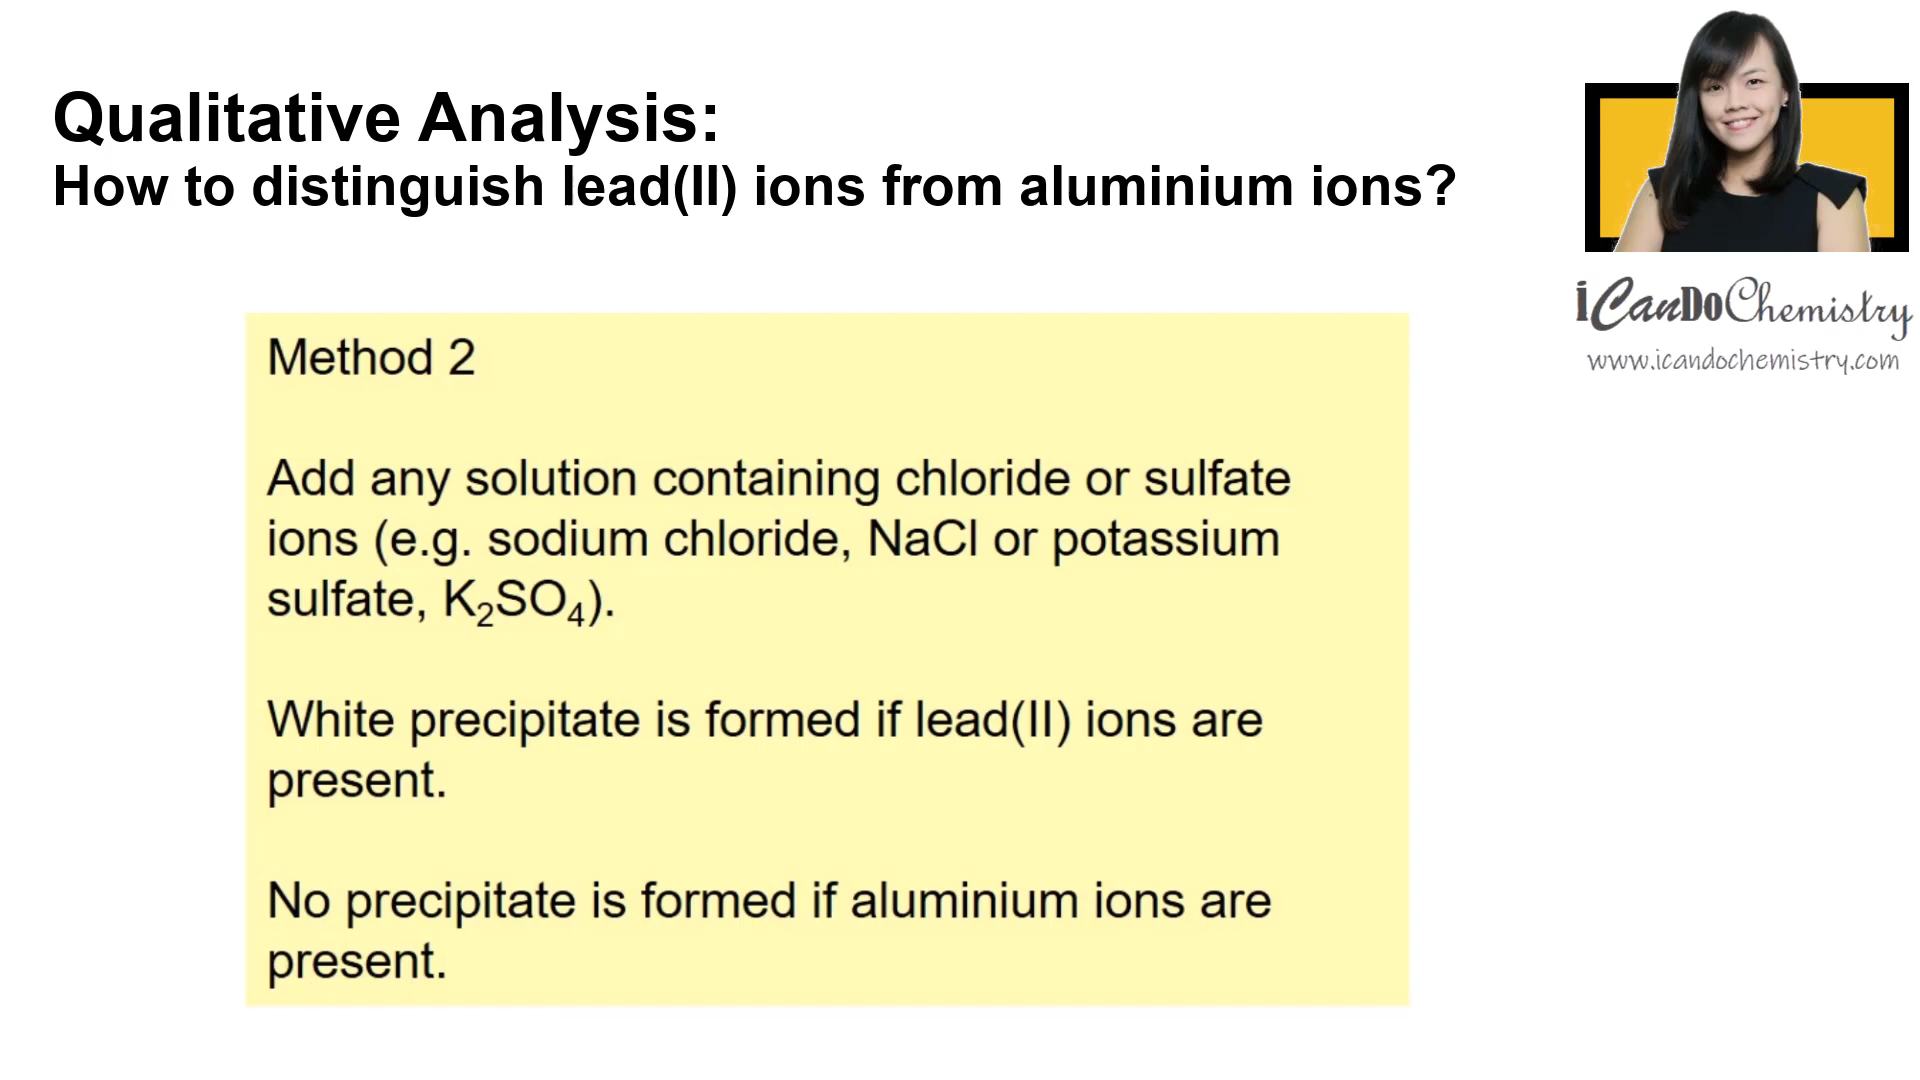 Qualitative Analysis:
How to distinguish lead(II) ions from aluminium ions?
iCanDoChemistry
www.icandochemistry.com
Method 2
Add any solution containing chloride or sulfate
ions (e.g. sodium chloride, NaCl or potassium
sulfate, K₂SO₄).
White precipitate is formed if lead(II) ions are
present.
No precipitate is formed if aluminium ions are
present.